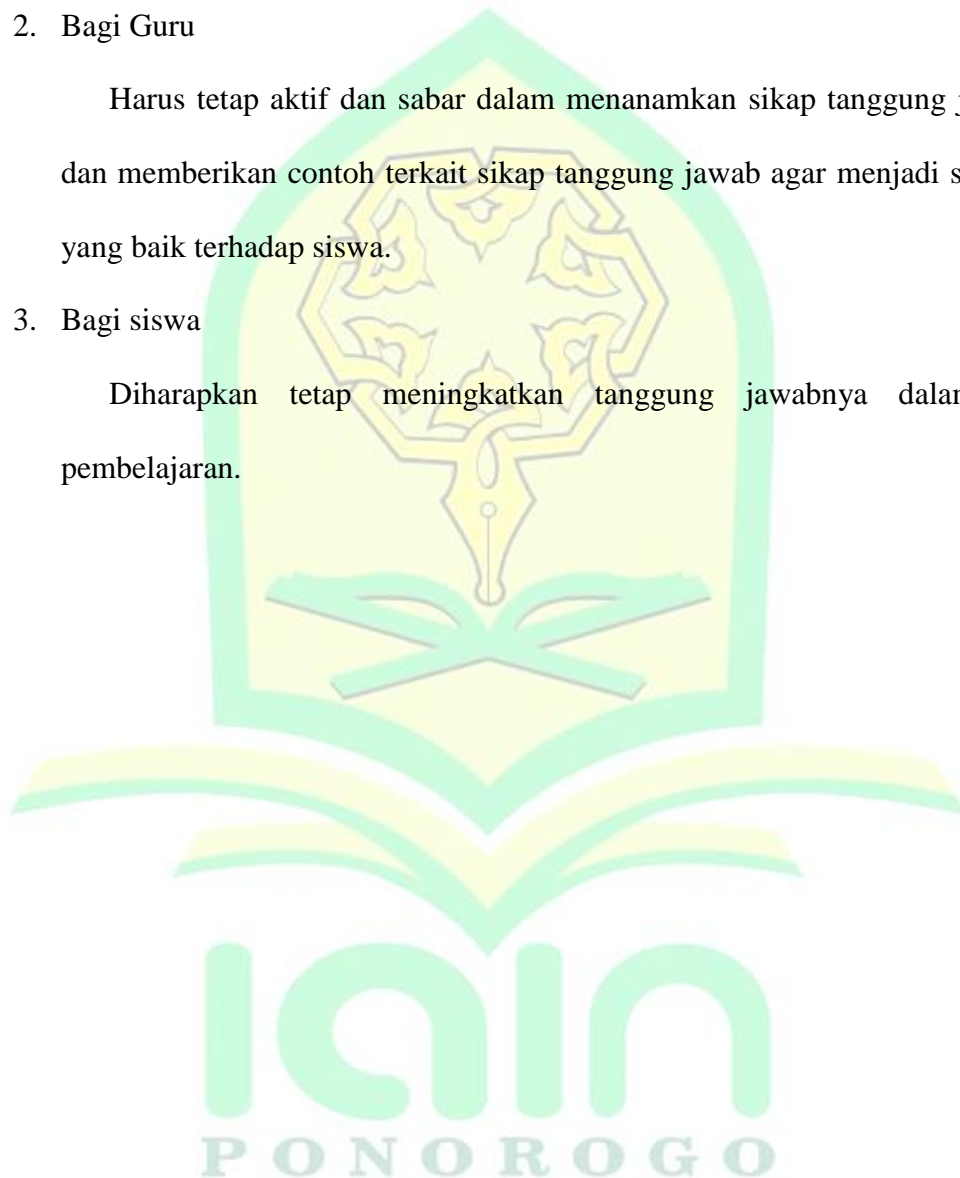 2. Bagi Guru
Harus tetap aktif dan sabar dalam menanamkan sikap tanggung
dan memberikan contoh terkait sikap tanggung jawab agar menjadi
yang baik terhadap siswa.
3. Bagi siswa
Diharapkan tetap meningkatkan tanggung jawabnya
pembelajaran.
IAIN
PONOROGO